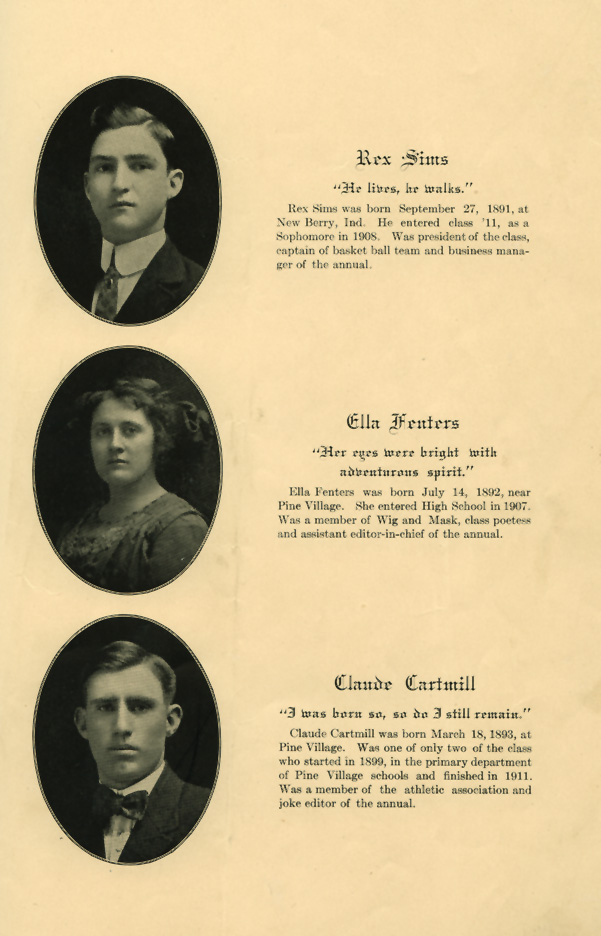 Rex Sims
"He lives, he walks."
Rex Sims was born September 27, 1891, at
New Berry, Ind. He entered class '11, as a
Sophomore in 1908. Was president of the class,
captain of basket ball team and business mana-
ger of the annual.
Ella Fenters
"Her eyes were bright with
adventurous spirit."
Ella Fenters was born July 14, 1892, near
Pine Village. She entered High School in 1907.
Was a member of Wig and Mask, class poetess
and assistant editor-in-chief of the annual.
Claude Cartmill
"I was born so, so do I still remain."
Claude Cartmill was born March 18, 1893, at
Pine Village. Was one of only two of the class
who started in 1899, in the primary department
of Pine Village schools and finished in 1911.
Was a member of the athletic association and
joke editor of the annual.